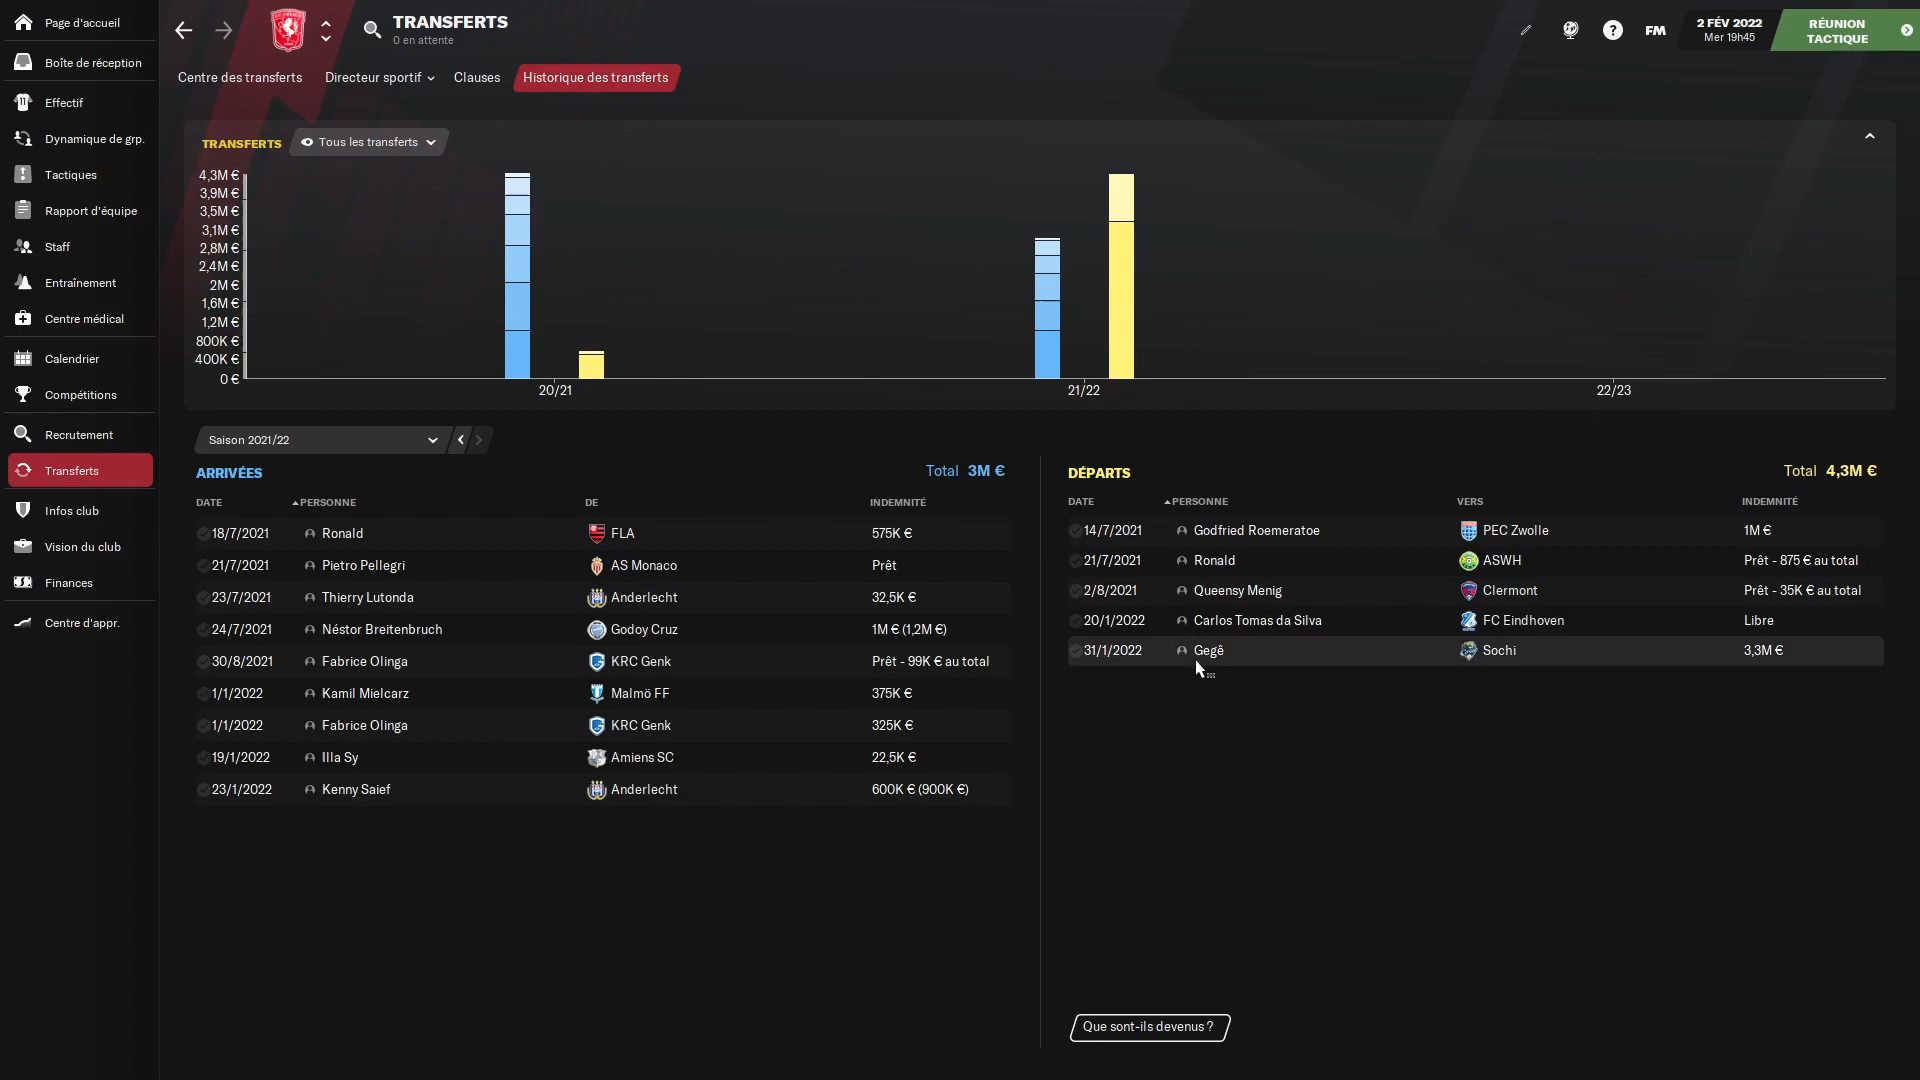 Page d'accueil
Boîte de réception
Effectif
Dynamique de grp.
Tactiques
Rapport d'équipe
Staff
Entraînement
Centre médical
Calendrier
Compétitions
Recrutement
Transferts
Infos club
Vision du club
Finances
Centre d'appr.
TRANSFERTS
0 en attente
FM
2 FÉV 2022
Mer 19h45
RÉUNION
TACTIQUE
Centre des transferts
Directeur sportif
Clauses
Historique des transferts
TRANSFERTS
Tous les transferts
4,3M €
3,9M €
3,5M €
3,1M €
2,8M €
2,4M €
2M €
1,6M €
1,2M €
800K €
400K €
0 €
20/21
21/22
22/23
Saison 2021/22
ARRIVÉES
Total 3M €
DATE PERSONNE DE INDEMNITÉ
18/7/2021 Ronald FLA 575K €
21/7/2021 Pietro Pellegri AS Monaco Prêt
23/7/2021 Thierry Lutonda Anderlecht 32,5K €
24/7/2021 Néstor Breitenbruch Godoy Cruz 1M € (1,2M €)
30/8/2021 Fabrice Olinga KRC Genk Prêt - 99K € au total
1/1/2022 Kamil Mielcarz Malmö FF 375K €
1/1/2022 Fabrice Olinga KRC Genk 325K €
19/1/2022 Illa Sy Amiens SC 22,5K €
23/1/2022 Kenny Saief Anderlecht 600K € (900K €)
DÉPARTS
Total 4,3M €
DATE PERSONNE VERS INDEMNITÉ
14/7/2021 Godfried Roemeratoe PEC Zwolle 1M €
21/7/2021 Ronald ASWH Prêt - 875 € au total
2/8/2021 Queensy Menig Clermont Prêt - 35K € au total
20/1/2022 Carlos Tomas da Silva FC Eindhoven Libre
31/1/2022 Gegê Sochi 3,3M €
Que sont-ils devenus ?